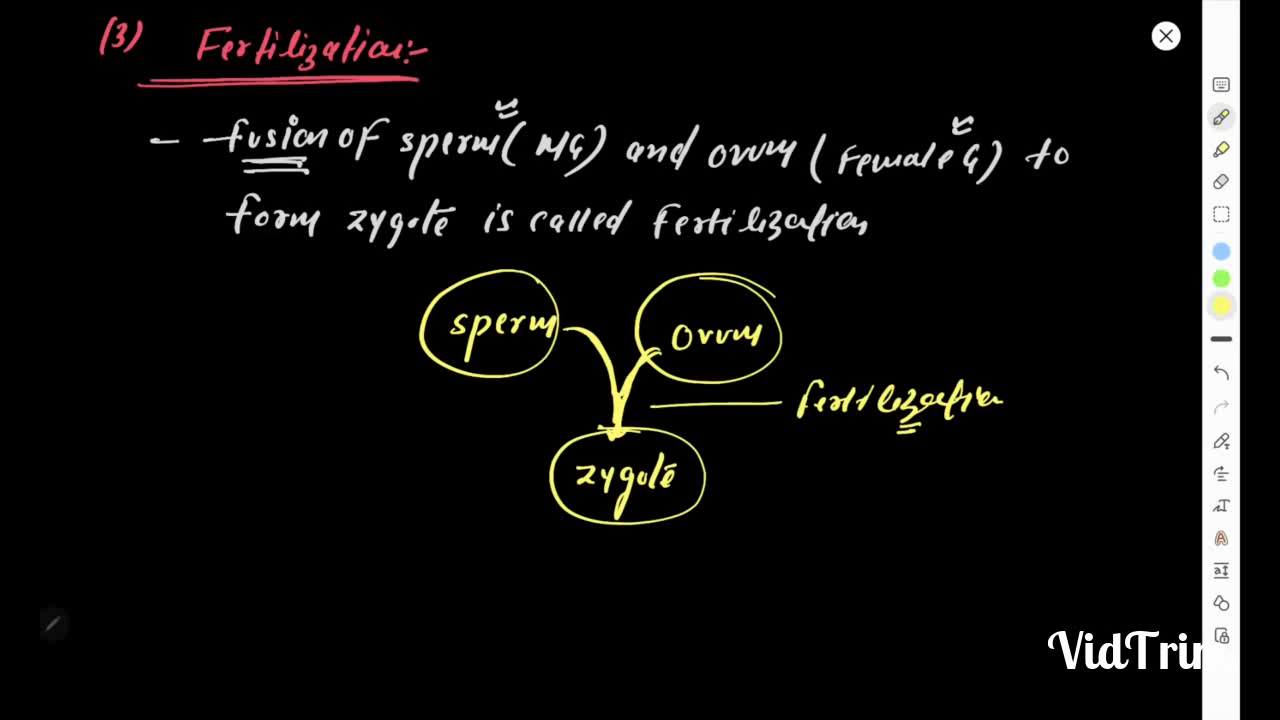 (3) Fertilization:-
- fusion of sperm (MG) and ovum (Female G) to
form zygote is called Fertilization
sperm
ovum
fertilization
zygote
VidTrim